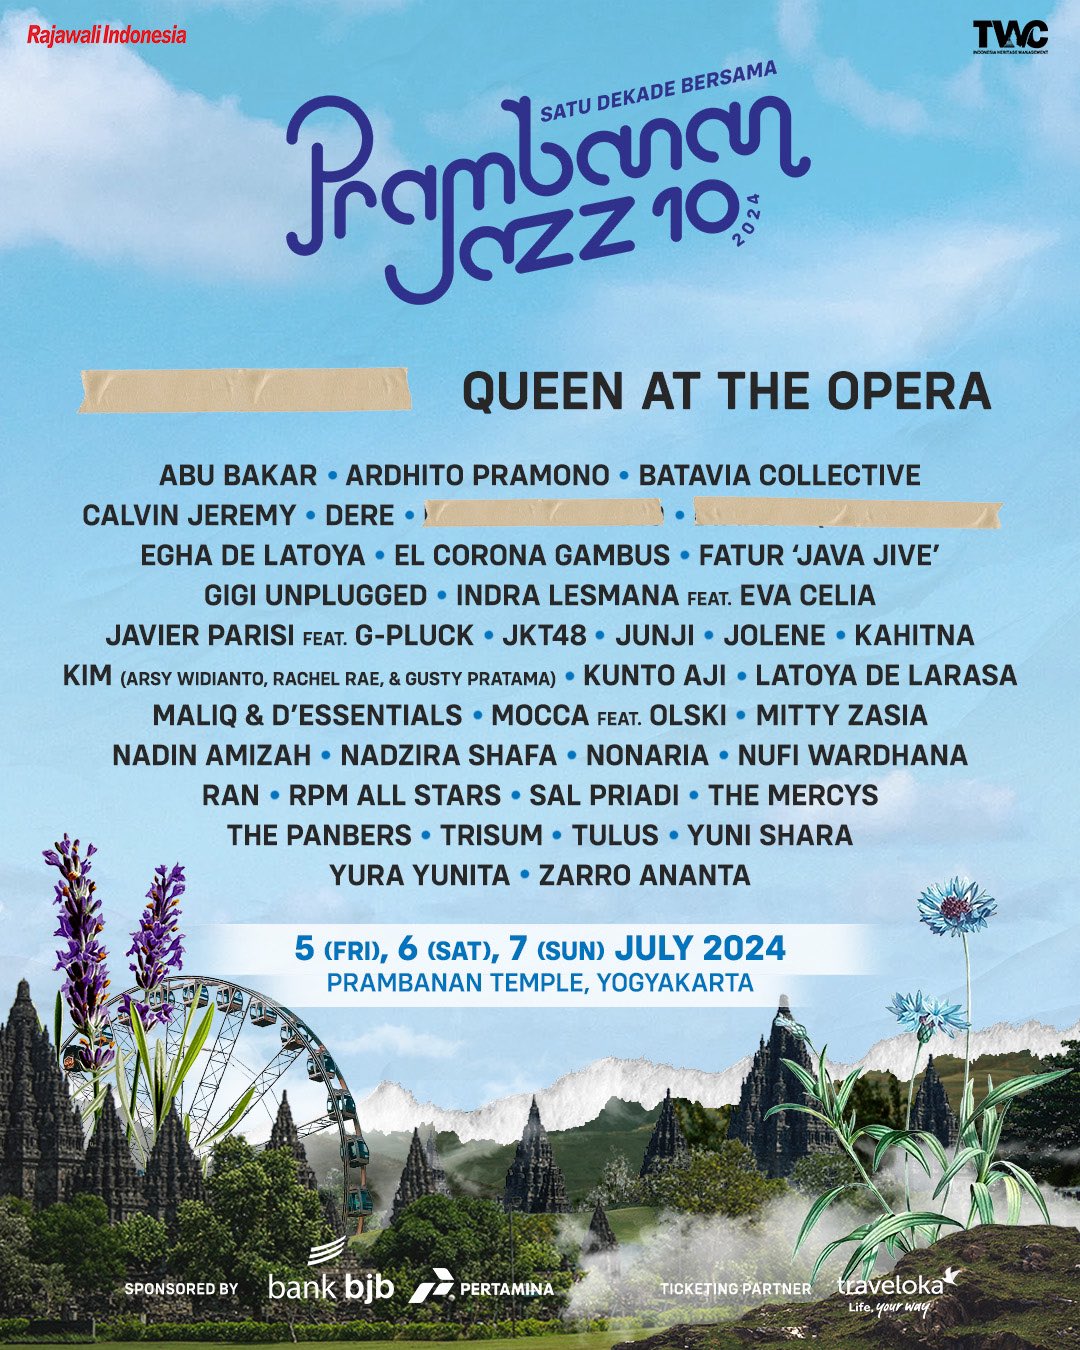 Rajawali Indonesia
TWC
INDONESIA HERITAGE MANAGEMENT
SATU DEKADE BERSAMA
Prambanan
Jazz 10
2024
QUEEN AT THE OPERA
ABU BAKAR • ARDHITO PRAMONO • BATAVIA COLLECTIVE
CALVIN JEREMY • DERE • •
EGHA DE LATOYA • EL CORONA GAMBUS • FATUR ‘JAVA JIVE’
GIGI UNPLUGGED • INDRA LESMANA FEAT. EVA CELIA
JAVIER PARISI FEAT. G-PLUCK • JKT48 • JUNJI • JOLENE • KAHITNA
KIM (ARSY WIDIANTO, RACHEL RAE, & GUSTY PRATAMA) • KUNTO AJI • LATOYA DE LARASA
MALIQ & D’ESSENTIALS • MOCCA FEAT. OLSKI • MITTY ZASIA
NADIN AMIZAH • NADZIRA SHAFA • NONARIA • NUFI WARDHANA
RAN • RPM ALL STARS • SAL PRIADI • THE MERCYS
THE PANBERS • TRISUM • TULUS • YUNI SHARA
YURA YUNITA • ZARRO ANANTA
5 (FRI), 6 (SAT), 7 (SUN) JULY 2024
PRAMBANAN TEMPLE, YOGYAKARTA
SPONSORED BY
bank bjb
PERTAMINA
TICKETING PARTNER
traveloka
Life, your way